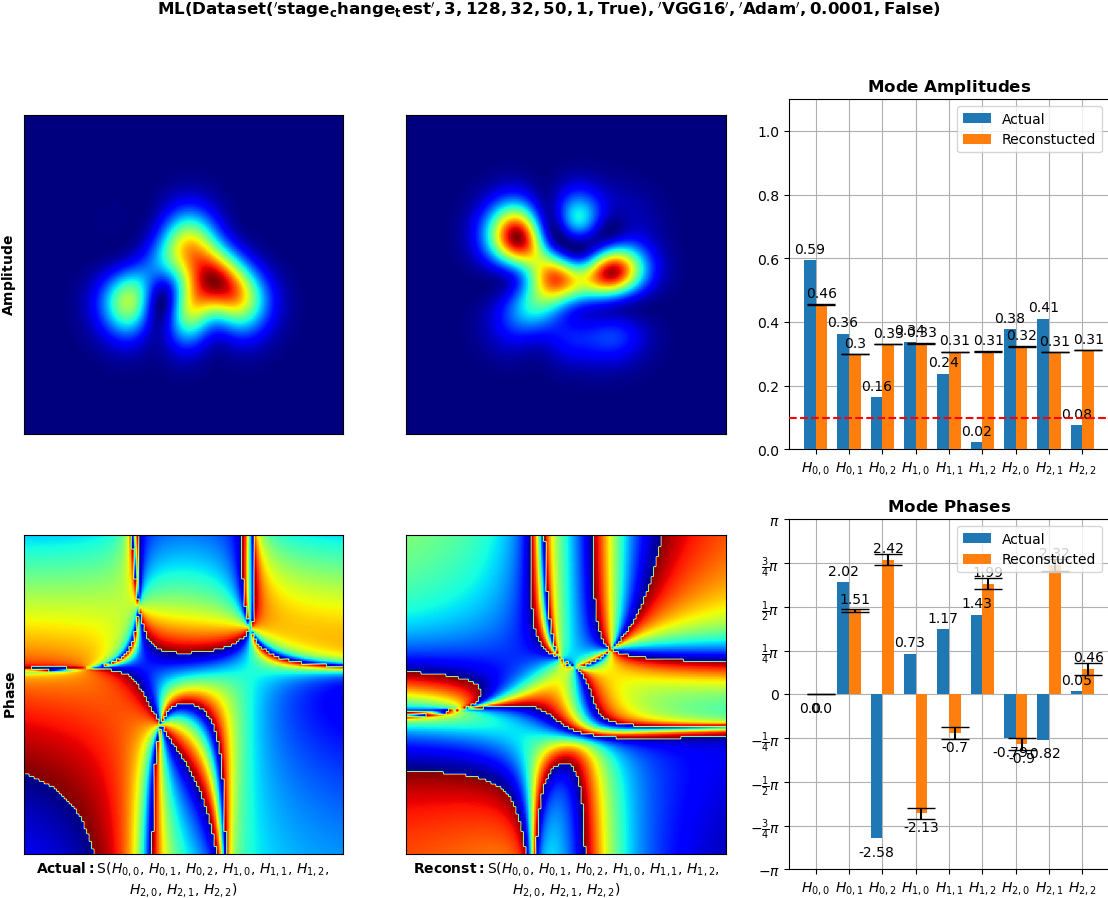 ML(Dataset('stage_change_test', 3, 128, 32, 50, 1, True), 'VGG16', 'Adam', 0.0001, False)
Amplitude
Mode Amplitudes
Actual
Reconstucted
1.0
0.8
0.6
0.4
0.2
0.0
0.59
0.46
0.36
0.3
0.16
0.33
0.34
0.33
0.24
0.31
0.02
0.31
0.38
0.32
0.41
0.31
0.08
0.31
H0,0 H0,1 H0,2 H1,0 H1,1 H1,2 H2,0 H2,1 H2,2
Phase
Actual: S(H0,0, H0,1, H0,2, H1,0, H1,1, H1,2,
H2,0, H2,1, H2,2)
Reconst: S(H0,0, H0,1, H0,2, H1,0, H1,1, H1,2,
H2,0, H2,1, H2,2)
Mode Phases
Actual
Reconstucted
π
3/4π
1/2π
1/4π
0
−1/4π
−1/2π
−3/4π
−π
0.0
0.0
2.02
1.51
-2.58
2.42
0.73
-2.13
1.17
-0.7
1.43
1.99
-0.79
-0.9
-0.82
2.32
0.05
0.46
H0,0 H0,1 H0,2 H1,0 H1,1 H1,2 H2,0 H2,1 H2,2